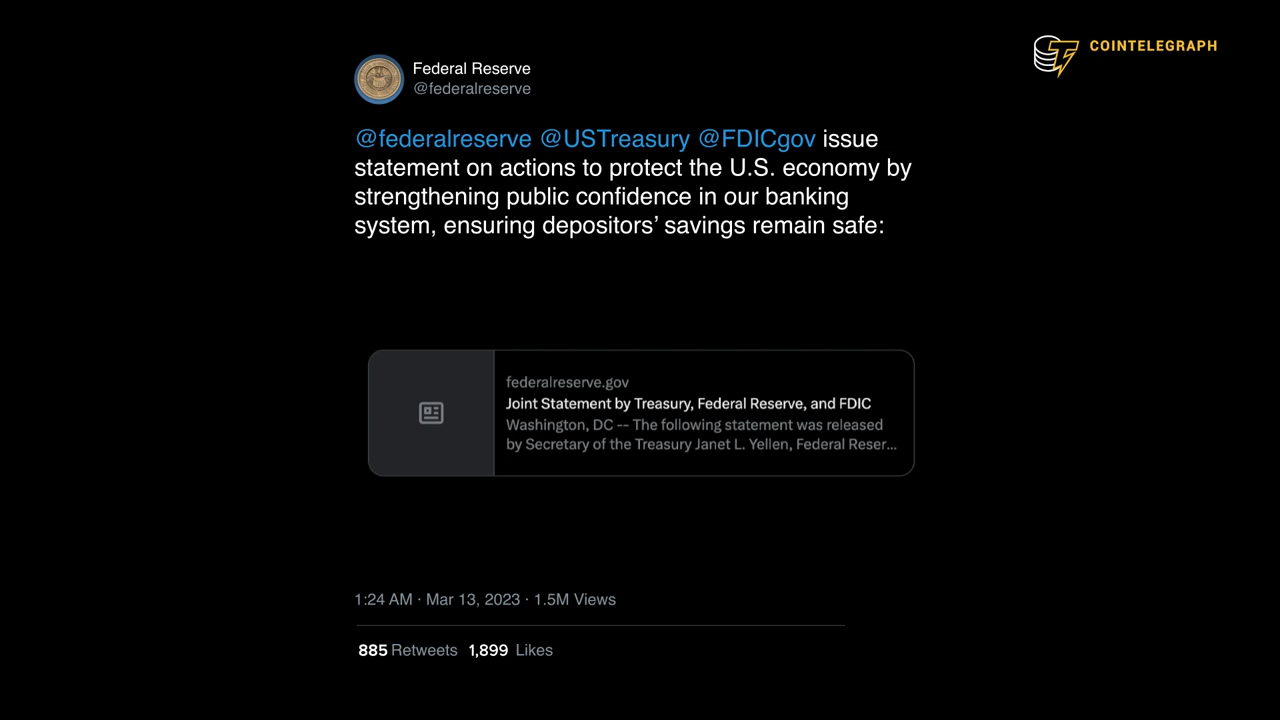 COINTELEGRAPH
Federal Reserve
@federalreserve
@federalreserve @USTreasury @FDICgov issue
statement on actions to protect the U.S. economy by
strengthening public confidence in our banking
system, ensuring depositors’ savings remain safe:
federalreserve.gov
Joint Statement by Treasury, Federal Reserve, and FDIC
Washington, DC -- The following statement was released
by Secretary of the Treasury Janet L. Yellen, Federal Reser...
1:24 AM · Mar 13, 2023 · 1.5M Views
885 Retweets 1,899 Likes